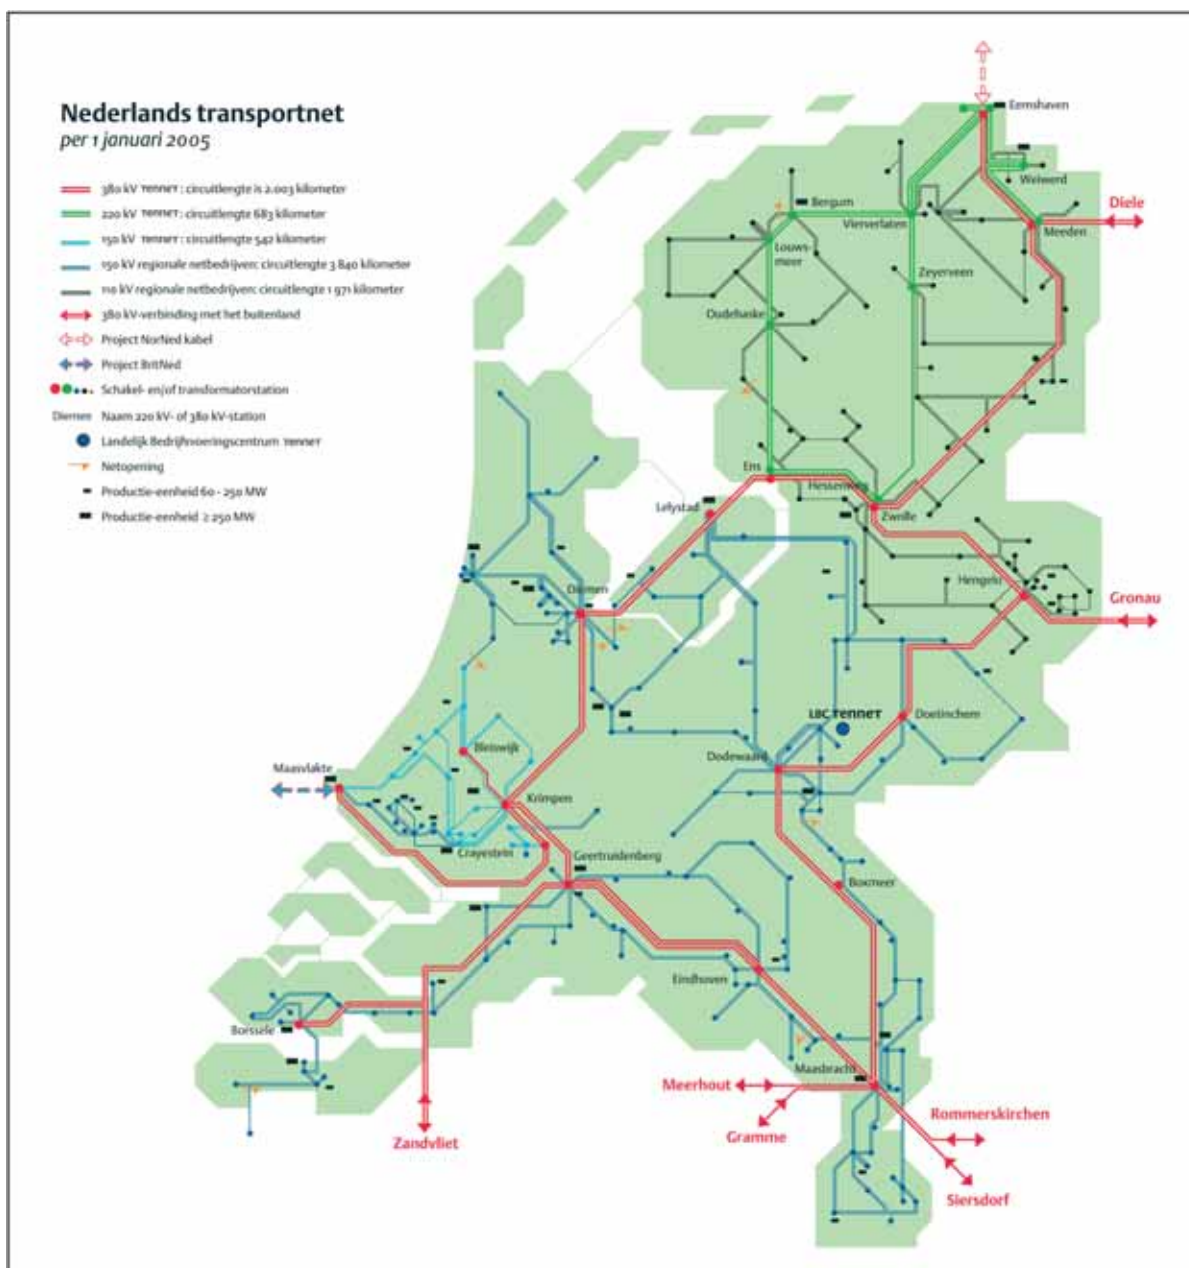 Nederlands transportnet
per 1 januari 2005
380 kV TenneT: circuitlengte is 2.003 kilometer
220 kV TenneT: circuitlengte 683 kilometer
150 kV TenneT: circuitlengte 542 kilometer
150 kV regionale netbedrijven: circuitlengte 3 840 kilometer
110 kV regionale netbedrijven: circuitlengte 1 971 kilometer
380 kV-verbinding met het buitenland
Project NorNed kabel
Project BritNed
Schakel- en/of transformatorstation
Diemen Naam 220 kV- of 380 kV-station
Landelijk Bedrijfvoeringscentrum TenneT
Netopening
Productie-eenheid 60 - 250 MW
Productie-eenheid ≥ 250 MW
Eemshaven
Weiwerd
Bergum
Vierverlaten
Meeden
Diele
Louws-
meer
Zeyerveen
Oudehaske
Ens
Hessenweg
Lelystad
Zwolle
Hengelo
Diemen
Gronau
LBC TenneT
Doetinchem
Bleiswijk
Dodewaard
Maasvlakte
Krimpen
Crayestein
Geertruidenberg
Boxmeer
Eindhoven
Borssele
Maasbracht
Meerhout
Rommerskirchen
Gramme
Zandvliet
Siersdorf